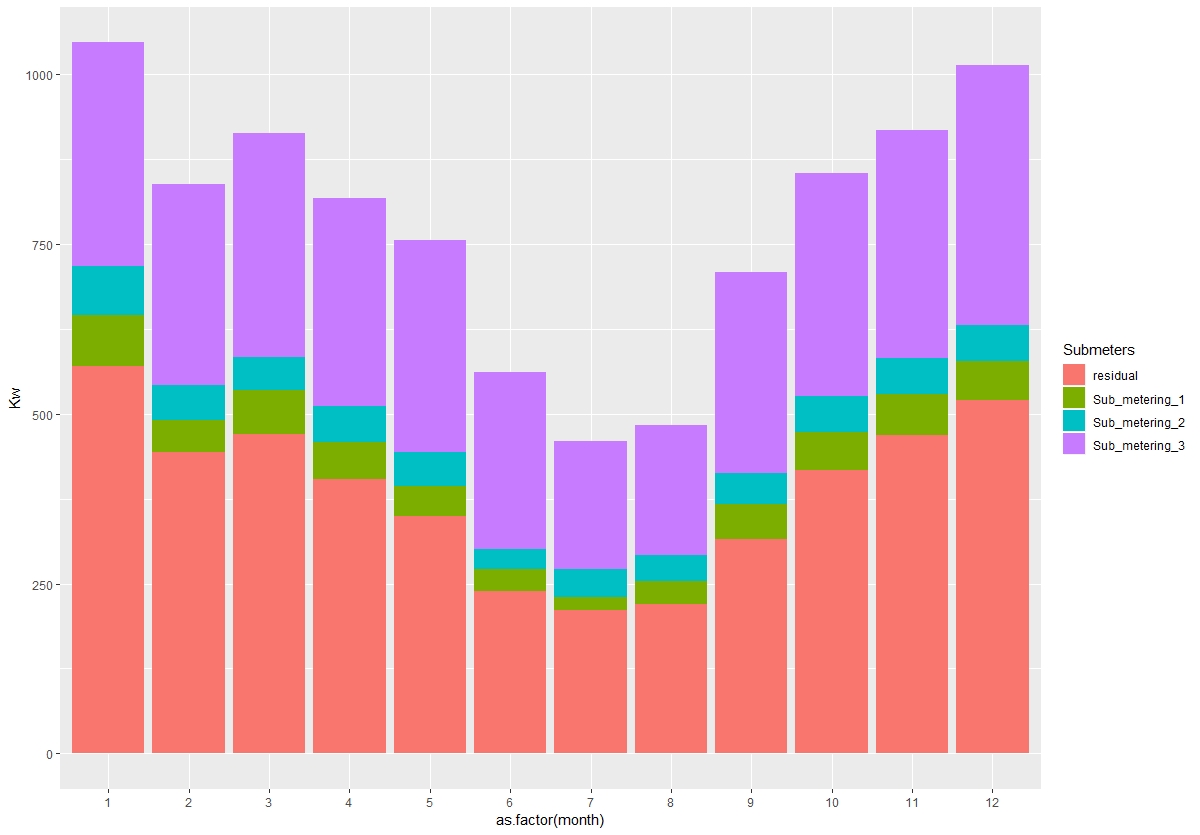 1000
750
500
250
0
Kw
1 2 3 4 5 6 7 8 9 10 11 12
as.factor(month)
Submeters
residual
Sub_metering_1
Sub_metering_2
Sub_metering_3